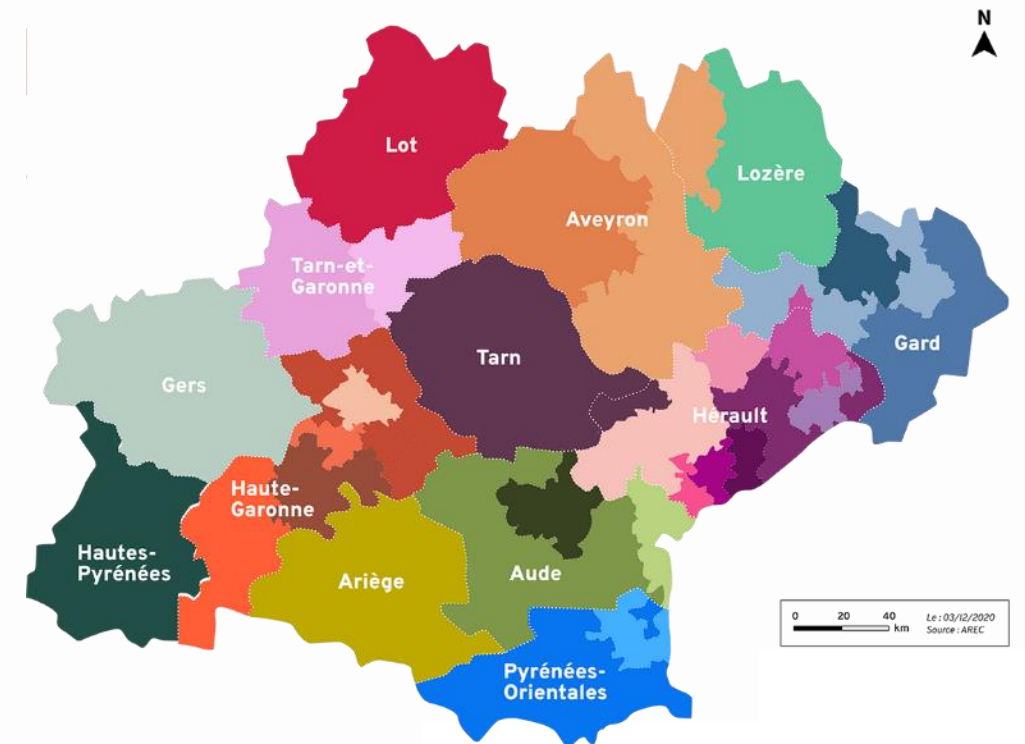 N
Lot
Lozère
Aveyron
Tarn-et-
Garonne
Gard
Tarn
Gers
Hérault
Haute-
Garonne
Hautes-
Pyrénées
Ariège
Aude
0 20 40 km
Le : 03/12/2020
Source : AREC
Pyrénées-
Orientales